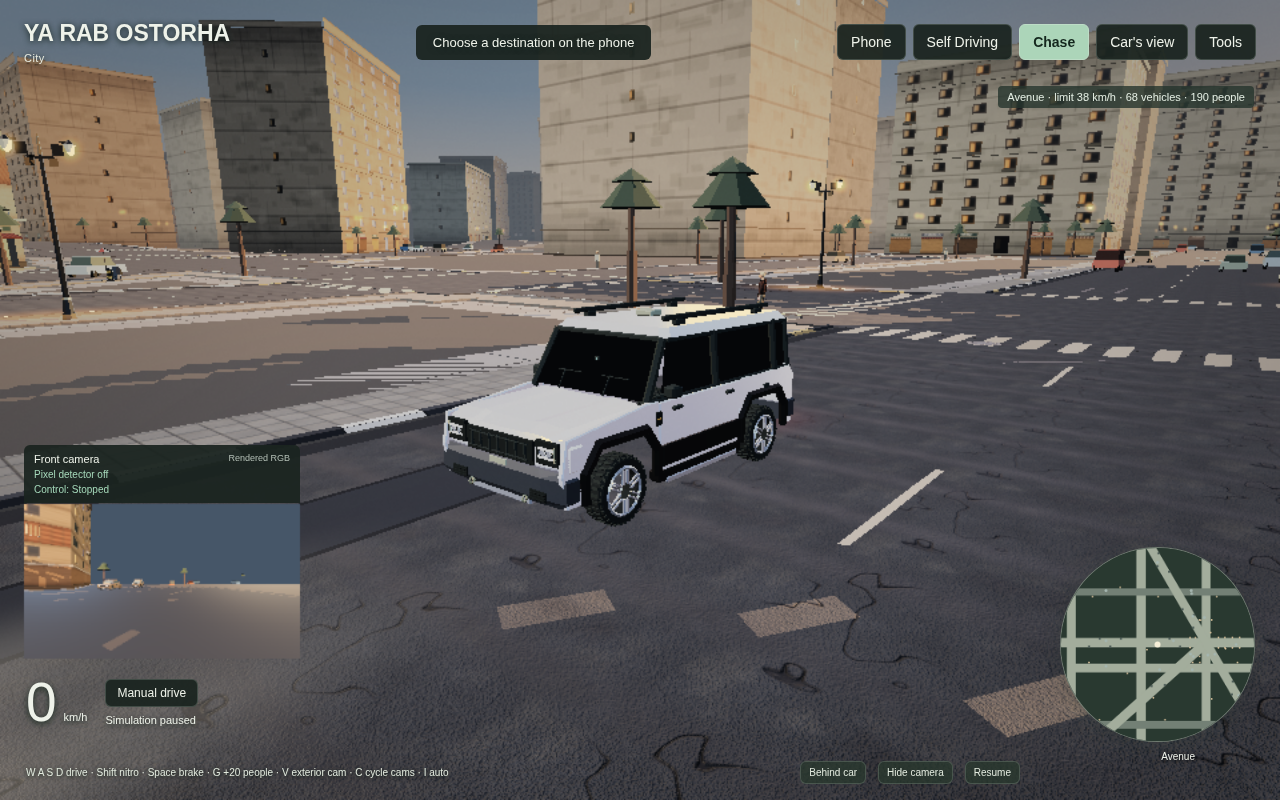 YA RAB OSTORHA
City
Choose a destination on the phone
Phone
Self Driving
Chase
Car's view
Tools
Avenue · limit 38 km/h · 68 vehicles · 190 people
Front camera
Rendered RGB
Pixel detector off
Control: Stopped
0 km/h
Manual drive
Simulation paused
W A S D drive · Shift nitro · Space brake · G +20 people · V exterior cam · C cycle cams · I auto
Behind car
Hide camera
Resume
Avenue